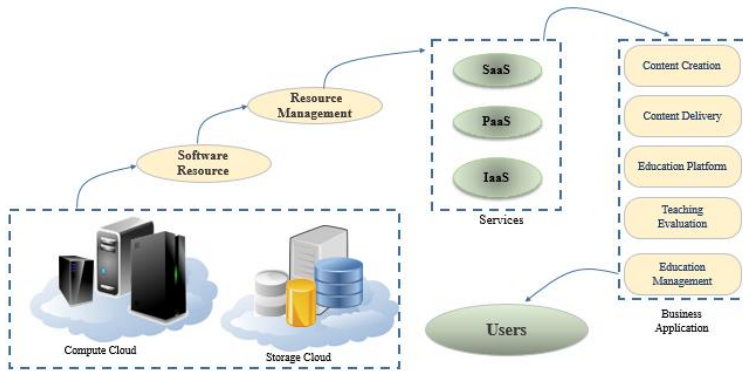 SaaS
PaaS
IaaS
Services
Resource
Management
Software
Resource
Compute Cloud
Storage Cloud
Content Creation
Content Delivery
Education Platform
Teaching
Evaluation
Education
Management
Business
Application
Users